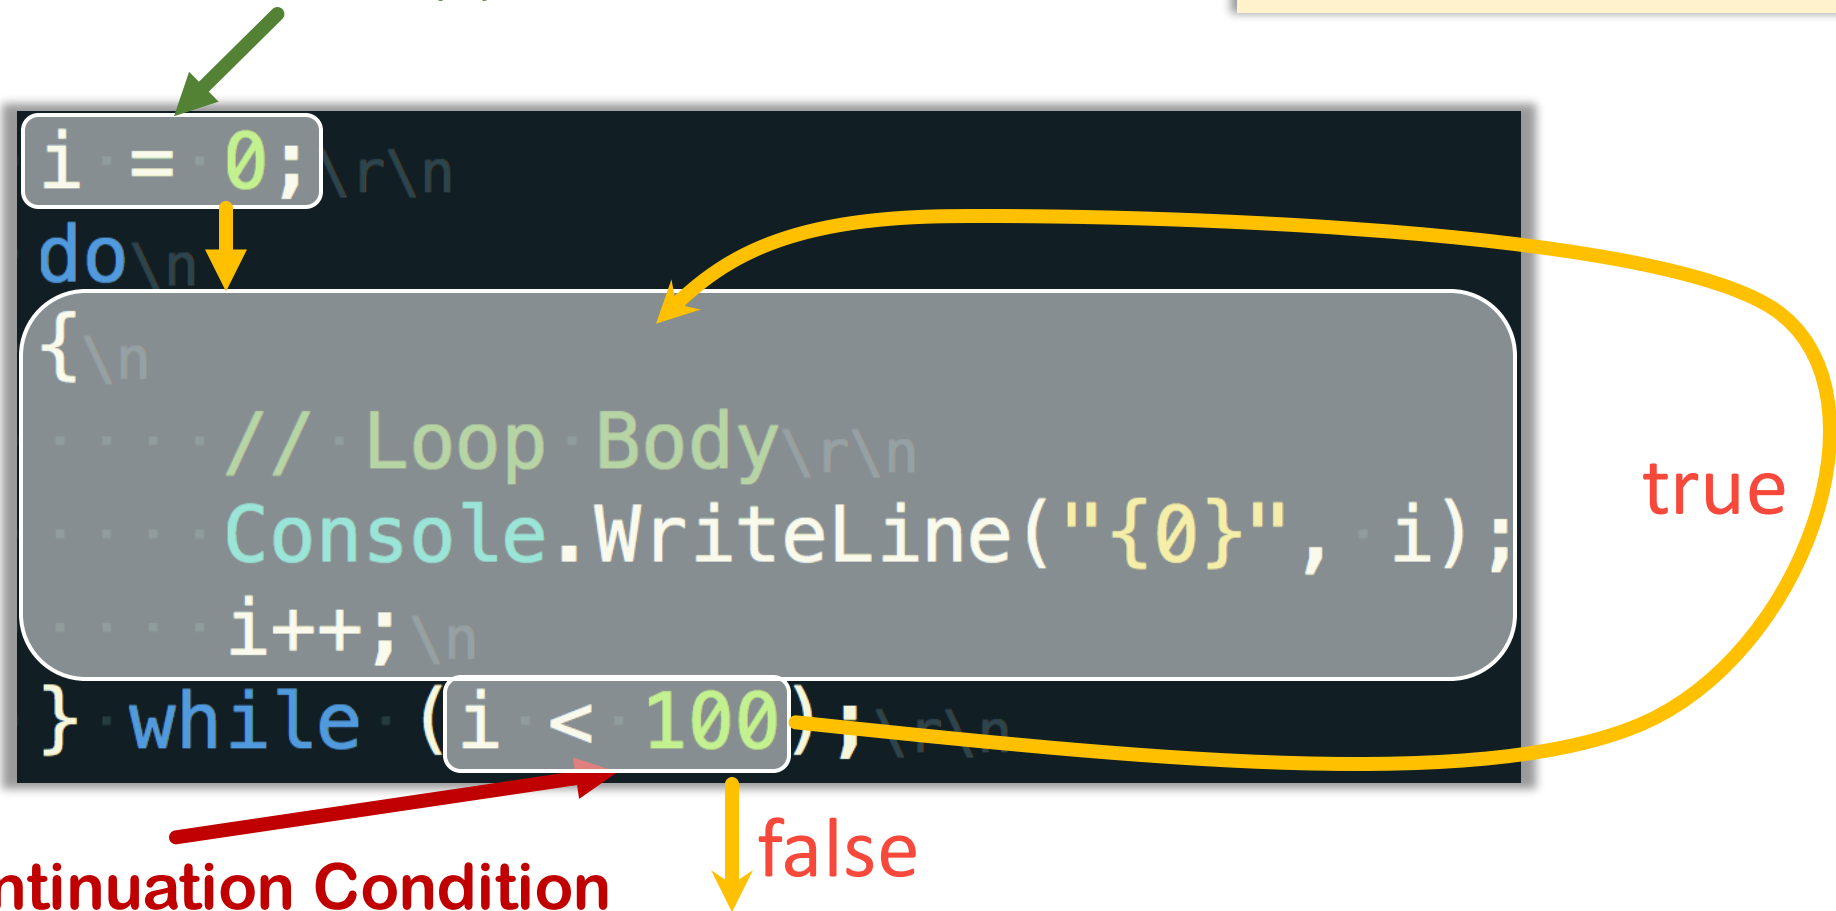 i = 0;\r\n
do\n
{\n
// Loop Body\r\n
Console.WriteLine("{0}", i);
i++;\n
} while (i < 100);\r\n
true
false
ntinuation Condition